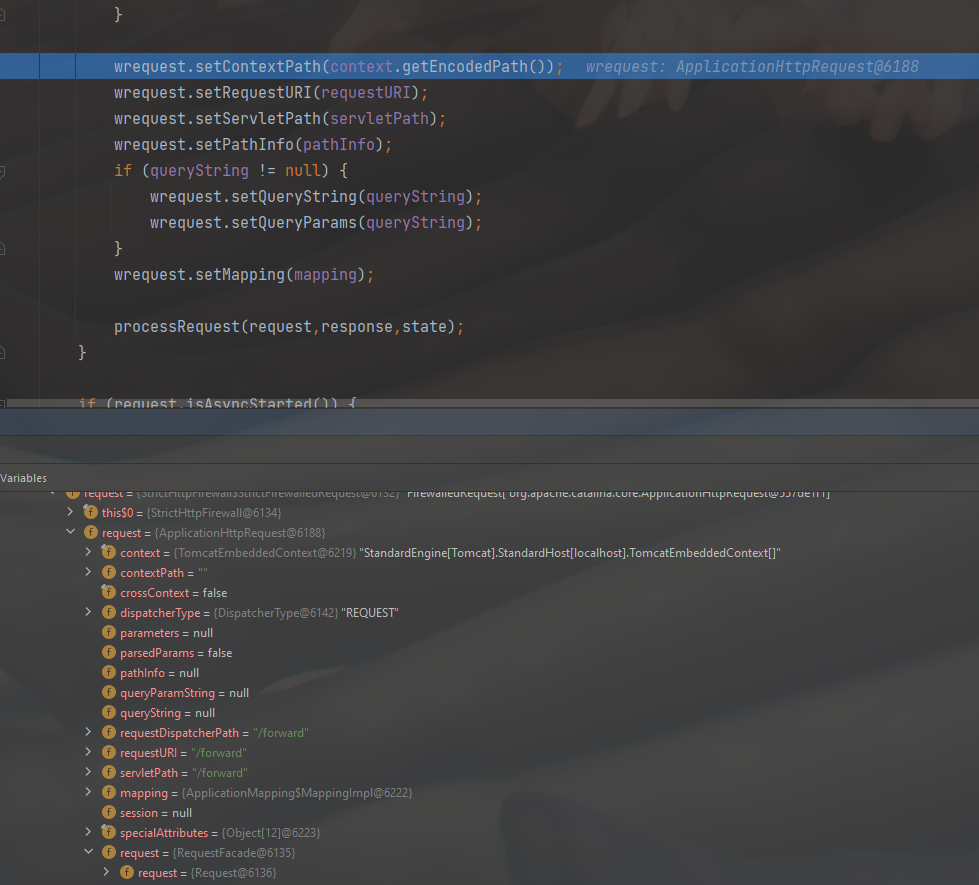 }
wrequest.setContextPath(context.getEncodedPath()); wrequest: ApplicationHttpRequest@6188
wrequest.setRequestURI(requestURI);
wrequest.setServletPath(servletPath);
wrequest.setPathInfo(pathInfo);
if (queryString != null) {
wrequest.setQueryString(queryString);
wrequest.setQueryParams(queryString);
}
wrequest.setMapping(mapping);
processRequest(request,response,state);
}
if (request.isAsyncStarted()) {
Variables
request = {StrictHttpFirewall$StrictFirewalledRequest@6132} "FirewalledRequest[ org.apache.catalina.core.ApplicationHttpRequest@557de1f1]
this$0 = {StrictHttpFirewall@6134}
request = {ApplicationHttpRequest@6188}
context = {TomcatEmbeddedContext@6219} "StandardEngine[Tomcat].StandardHost[localhost].TomcatEmbeddedContext[]"
contextPath = ""
crossContext = false
dispatcherType = {DispatcherType@6142} "REQUEST"
parameters = null
parsedParams = false
pathInfo = null
queryParamString = null
queryString = null
requestDispatcherPath = "/forward"
requestURI = "/forward"
servletPath = "/forward"
mapping = {ApplicationMapping$MappingImpl@6222}
session = null
specialAttributes = {Object[12]@6223}
request = {RequestFacade@6135}
request = {Request@6136}